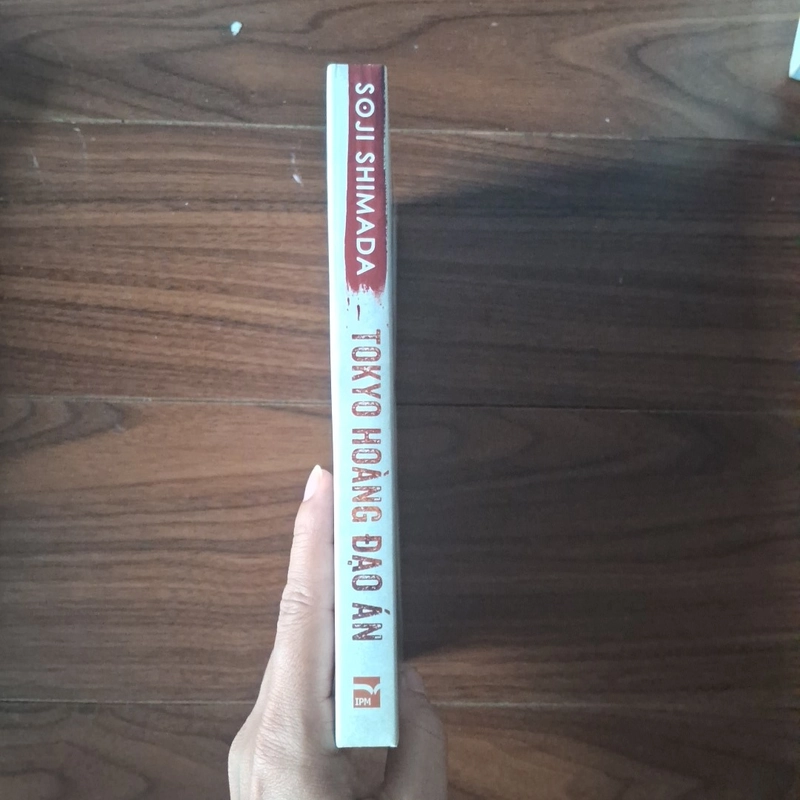 SOJI SHIMADA
TOKYO HOÀNG ĐẠO ÁN
IPM